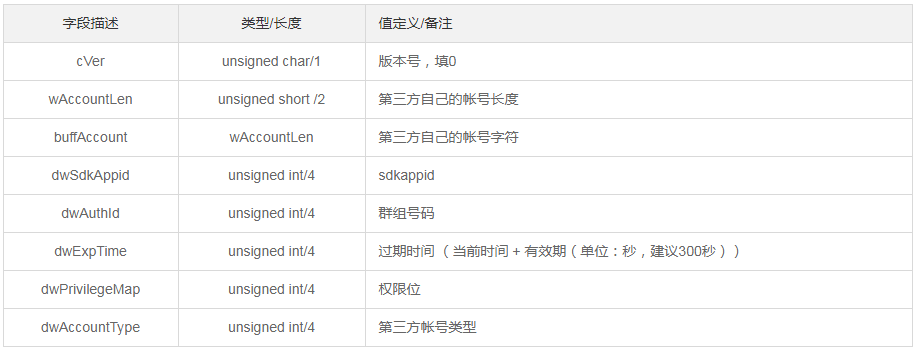 字段描述 类型/长度 值定义/备注
cVer unsigned char/1 版本号，填0
wAccountLen unsigned short /2 第三方自己的帐号长度
buffAccount wAccountLen 第三方自己的帐号字符
dwSdkAppid unsigned int/4 sdkappid
dwAuthId unsigned int/4 群组号码
dwExpTime unsigned int/4 过期时间 （当前时间 + 有效期（单位：秒，建议300秒））
dwPrivilegeMap unsigned int/4 权限位
dwAccountType unsigned int/4 第三方帐号类型